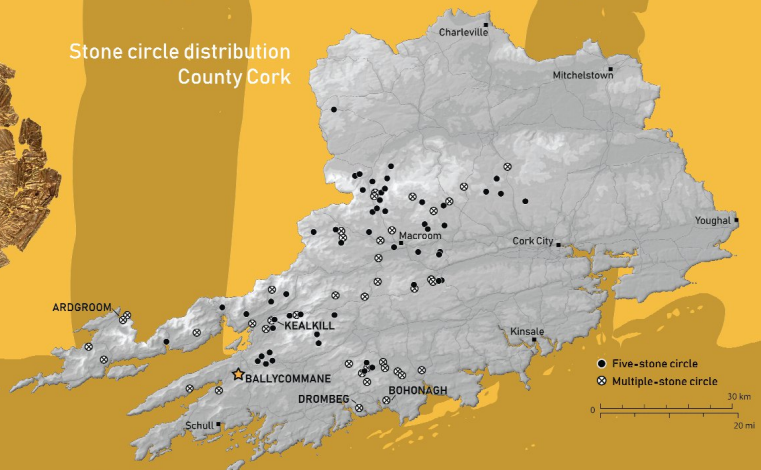 Stone circle distribution
County Cork
Charleville
Mitchelstown
Youghal
Macroom
Cork City
ARDGROOM
KEALKILL
Kinsale
Five-stone circle
Multiple-stone circle
BALLYCOMMANE
BOHONAGH
DROMBEG
Schull
30 km
0
20 mi